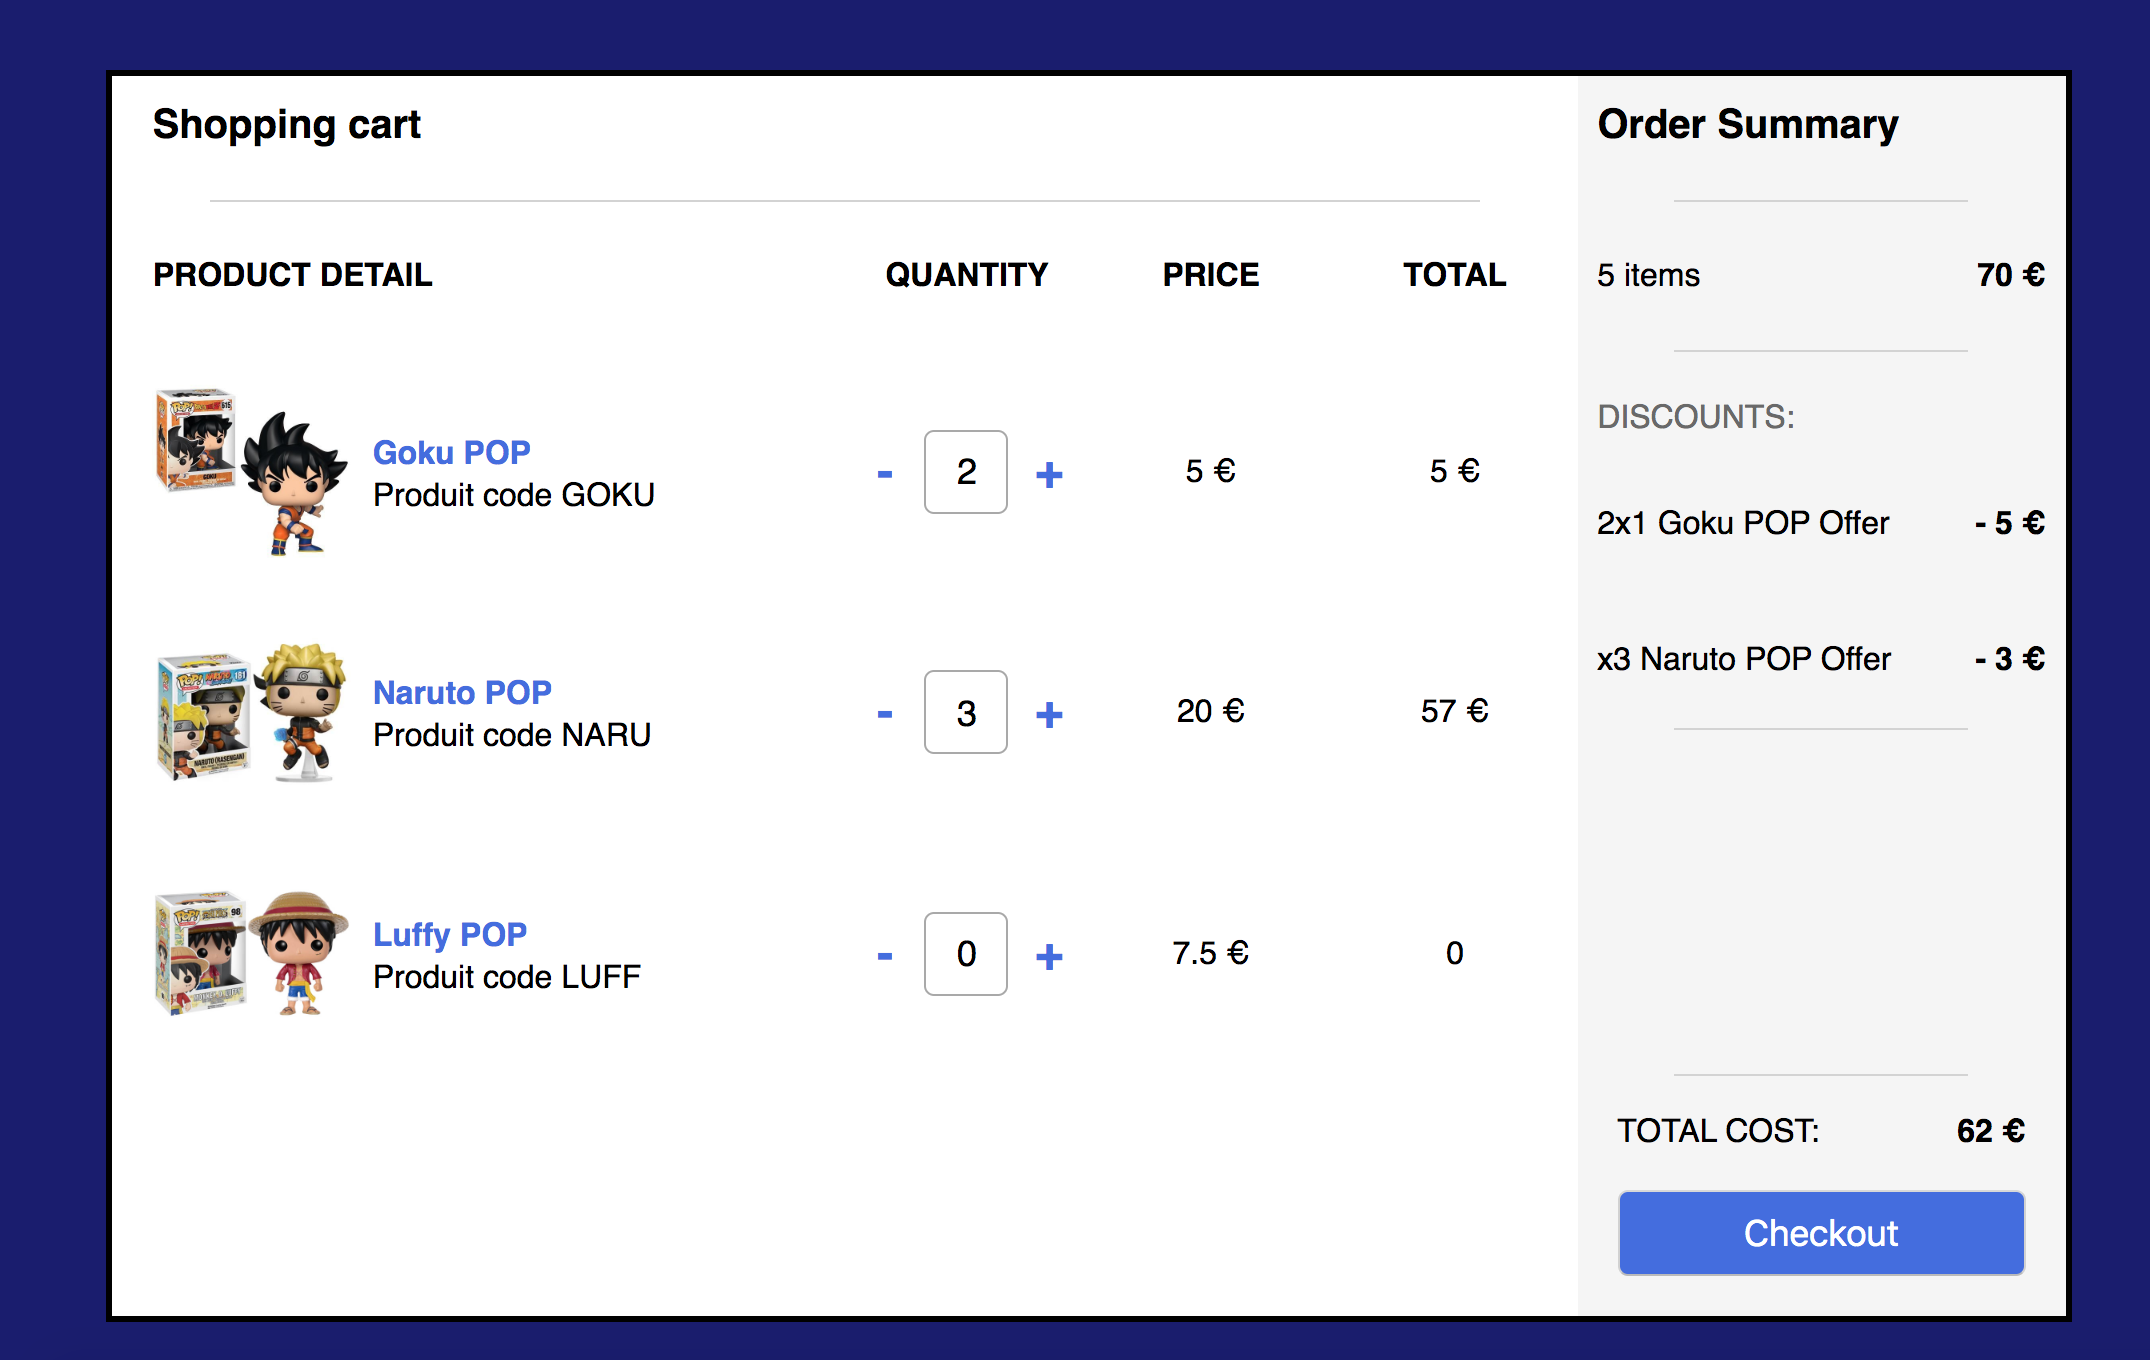 Shopping cart
Order Summary
PRODUCT DETAIL QUANTITY PRICE TOTAL
5 items 70 €
DISCOUNTS:
Goku POP
Produit code GOKU
- 2 + 5 € 5 €
2x1 Goku POP Offer - 5 €
x3 Naruto POP Offer - 3 €
Naruto POP
Produit code NARU
- 3 + 20 € 57 €
Luffy POP
Produit code LUFF
- 0 + 7.5 € 0
TOTAL COST: 62 €
Checkout